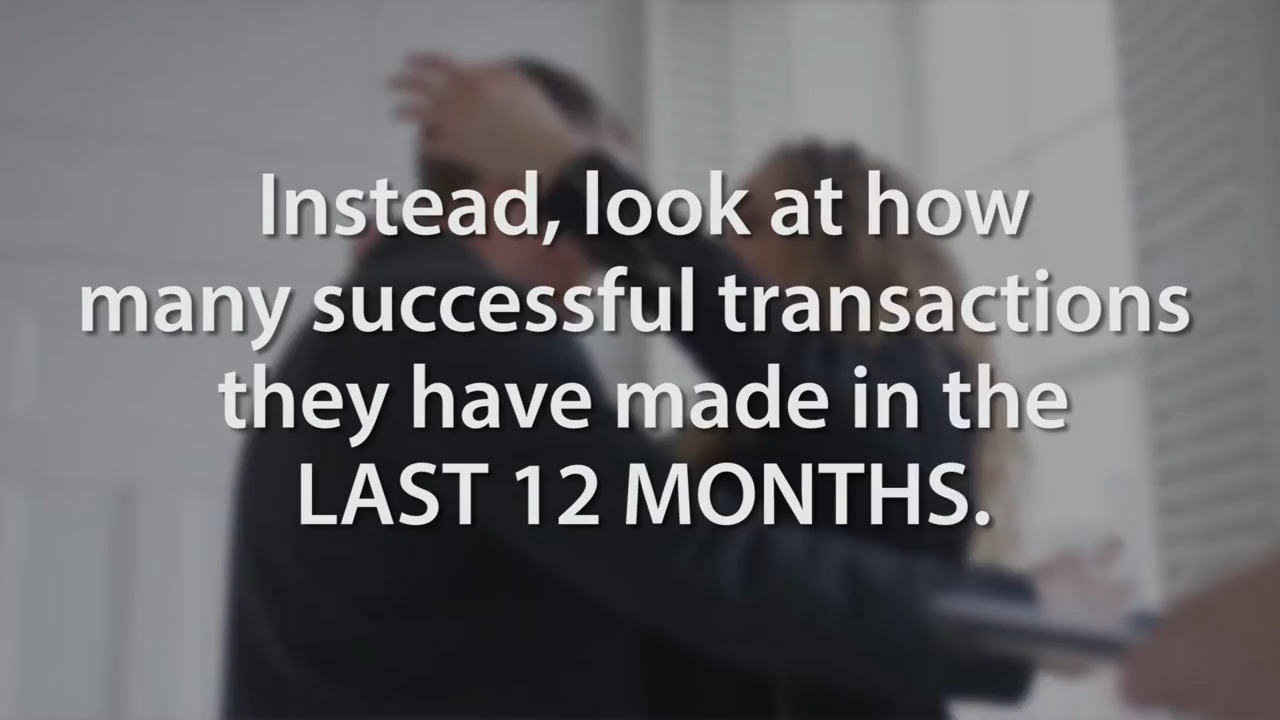 Instead, look at how
many successful transactions
they have made in the
LAST 12 MONTHS.